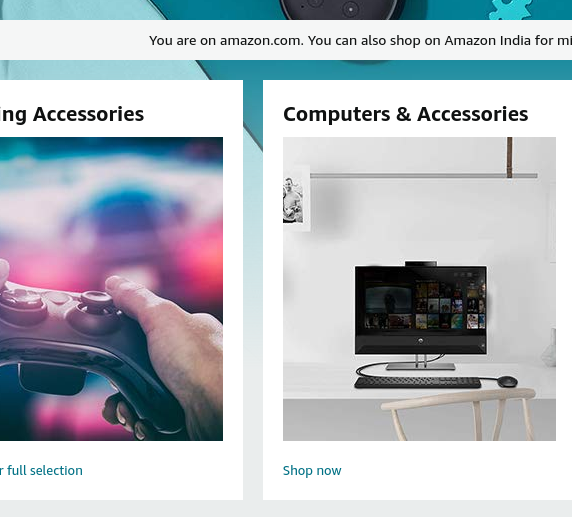 You are on amazon.com. You can also shop on Amazon India for
ing Accessories
Computers & Accessories
full selection
Shop now